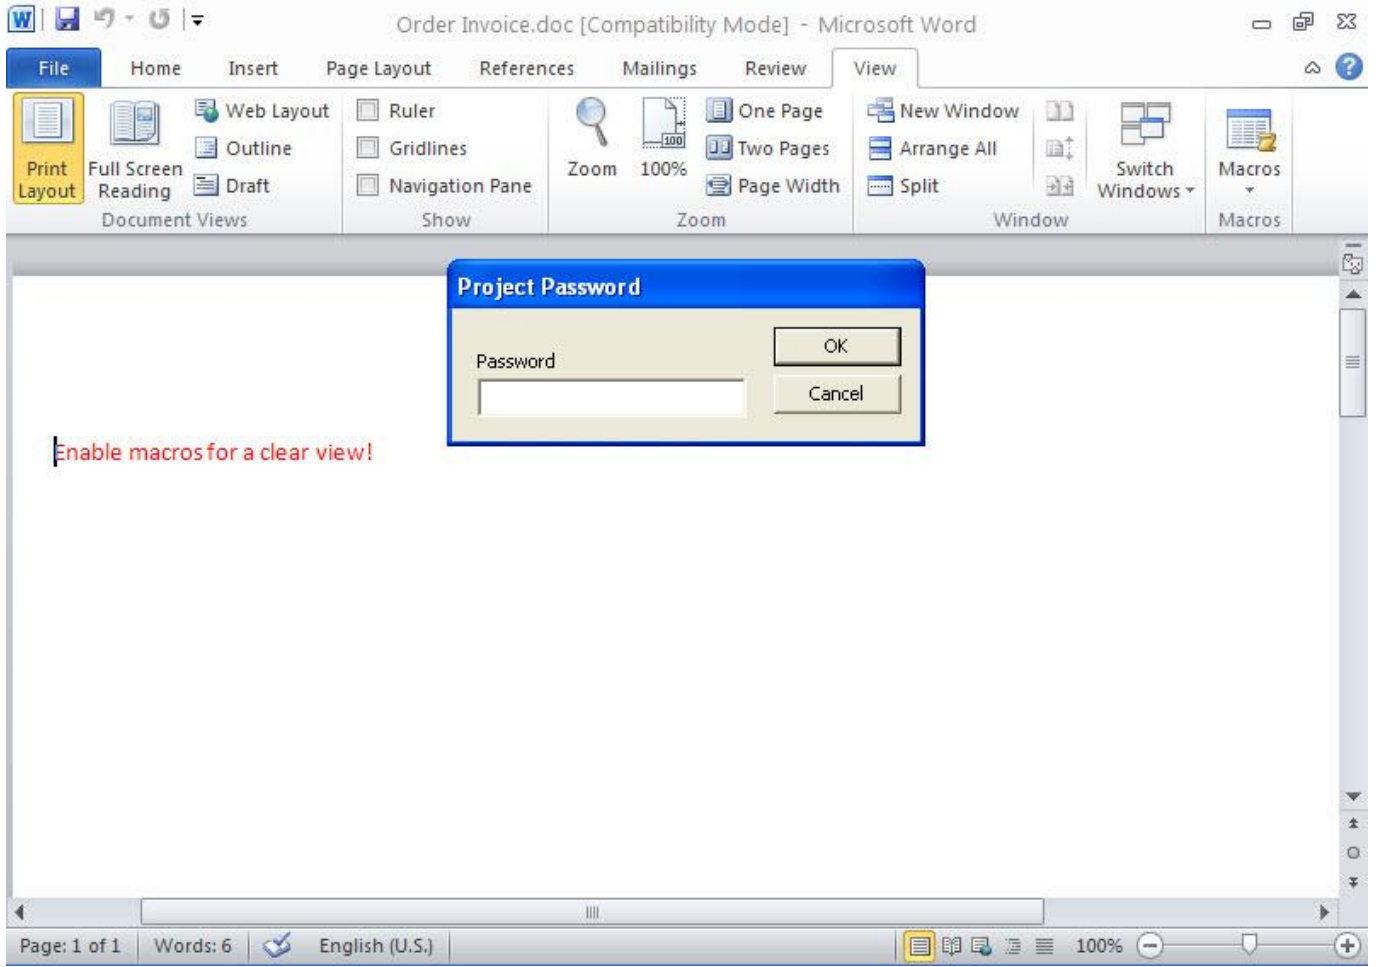 Order Invoice.doc [Compatibility Mode] - Microsoft Word
File Home Insert Page Layout References Mailings Review View
Web Layout Ruler One Page New Window
Outline Gridlines Two Pages Arrange All
Print Layout Full Screen Reading Draft Navigation Pane Zoom 100% Page Width Split Switch Windows Macros
Document Views Show Zoom Window Macros
Project Password
OK
Password
Cancel
Enable macros for a clear view!
Page: 1 of 1 Words: 6 English (U.S.) 100%